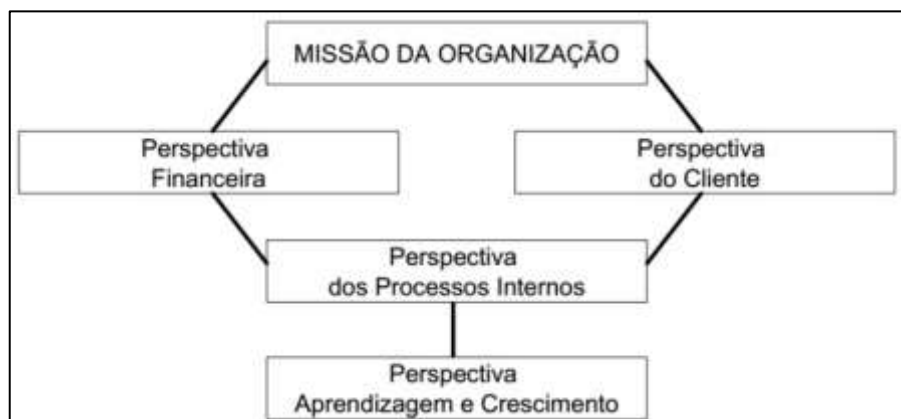 MISSÃO DA ORGANIZAÇÃO
Perspectiva
Financeira
Perspectiva
do Cliente
Perspectiva
dos Processos Internos
Perspectiva
Aprendizagem e Crescimento